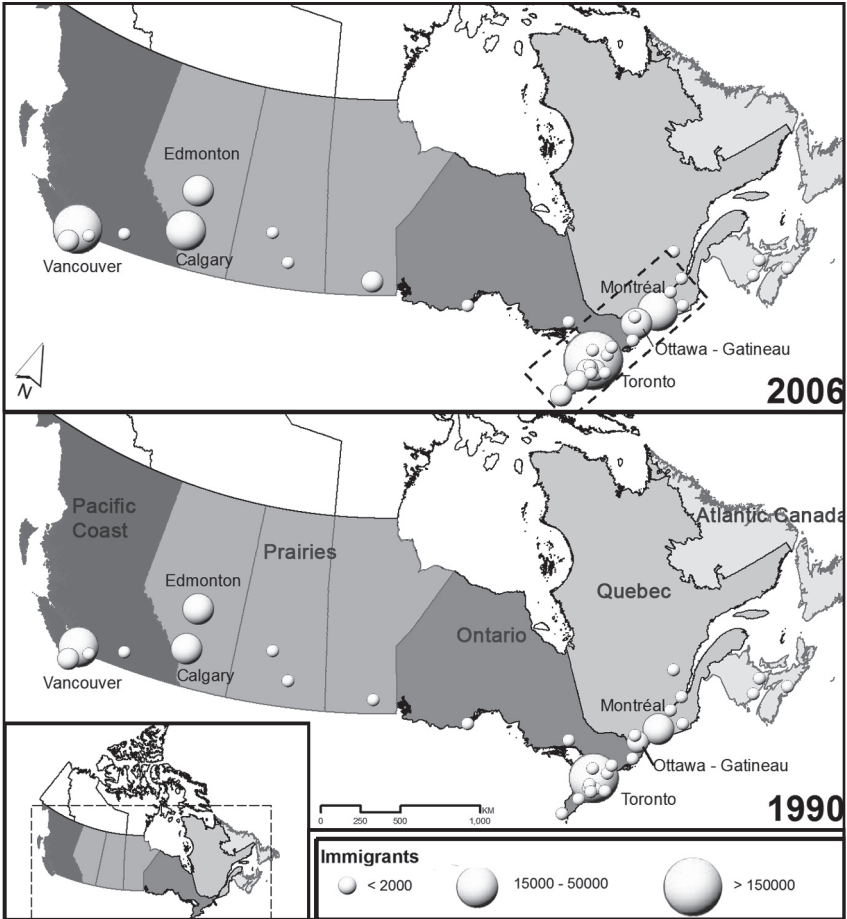 Edmonton
Vancouver
Calgary
Montréal
Ottawa - Gatineau
Toronto
N
2006
Pacific
Coast
Prairies
Atlantic Canada
Edmonton
Quebec
Ontario
Vancouver
Calgary
Montréal
Ottawa - Gatineau
Toronto
KM
0 250 500 1,000
1990
Immigrants
< 2000
15000 - 50000
> 150000